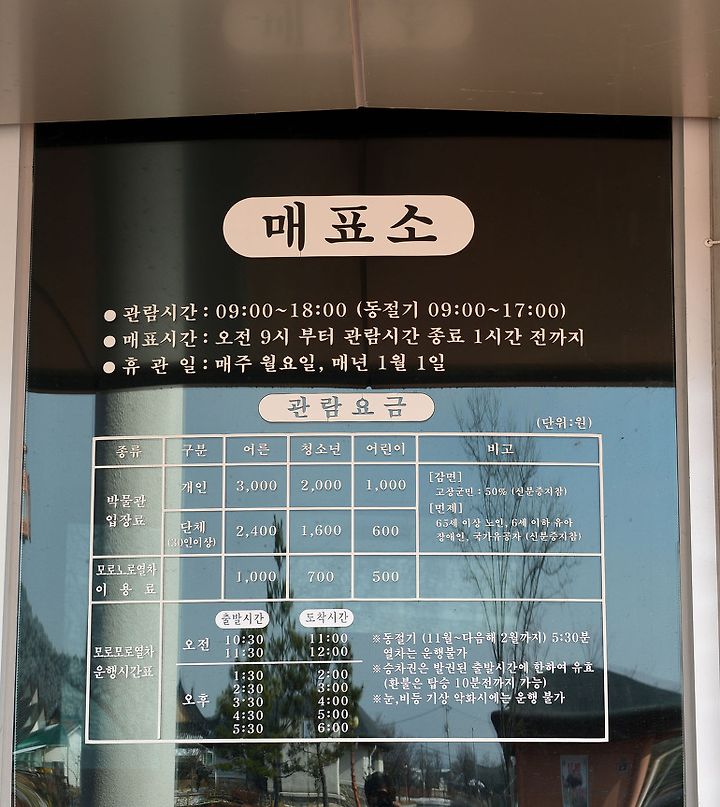 매표소
● 관람시간 : 09:00~18:00 (동절기 09:00~17:00)
● 매표시간 : 오전 9시 부터 관람시간 종료 1시간 전까지
● 휴 관 일 : 매주 월요일, 매년 1월 1일
관람요금
(단위:원)
종류 구분 어른 청소년 어린이 비고
박물관 입장료
개인 3,000 2,000 1,000
단체 (30인이상) 2,400 1,600 600
[감면]
고창군민 : 50% (신분증지참)
[면제]
65세 이상 노인, 6세 이하 유아
장애인, 국가유공자 (신분증지참)
모로노로열차
이 용 료
1,000 700 500
모로모로열차
운행시간표
출발시간 도착시간
오전
10:30 11:00
11:30 12:00
오후
1:30 2:00
2:30 3:00
3:30 4:00
4:30 5:00
5:30 6:00
※동절기 (11월~다음해 2월까지) 5:30분
열차는 운행불가
※승차권은 발권된 출발시간에 한하여 유효
(환불은 탑승 10분전까지 가능)
※눈,비등 기상 악화시에는 운행 불가